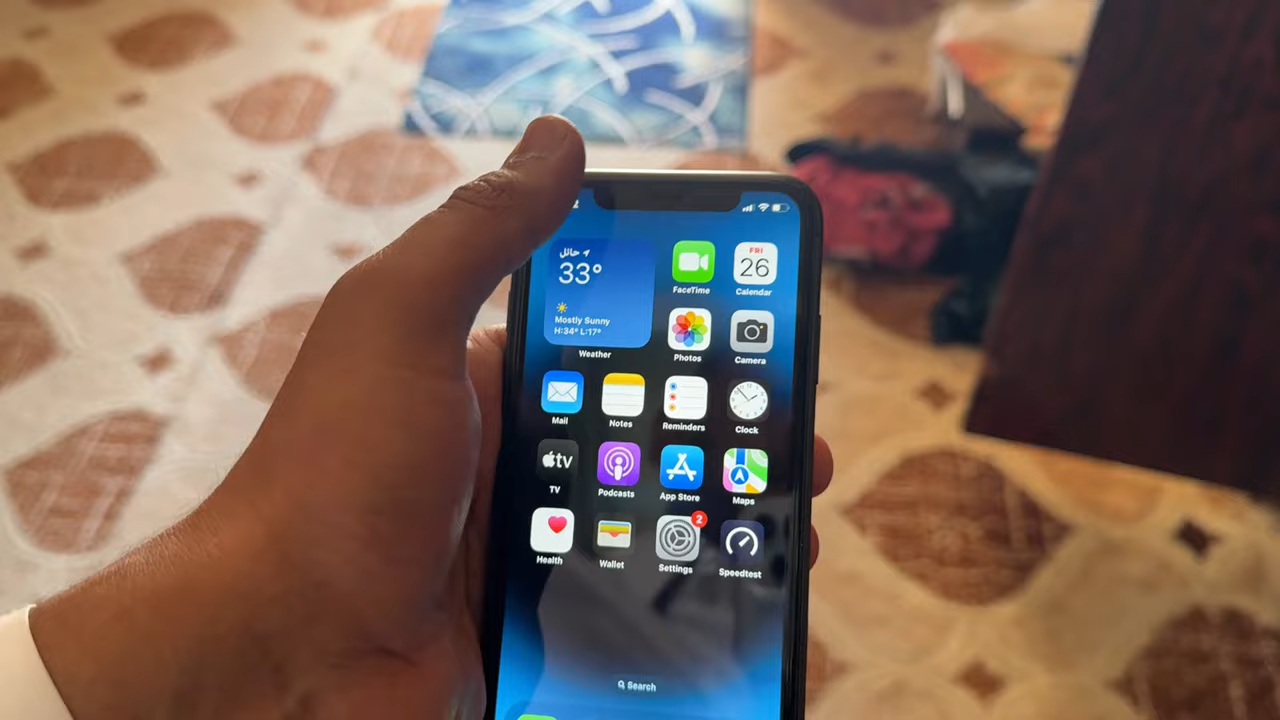 حائل
33°
Mostly Sunny
H:34° L:17°
Weather
FaceTime
FRI
26
Calendar
Photos
Camera
Mail
Notes
Reminders
Clock
tv
TV
Podcasts
App Store
Maps
Health
Wallet
2
Settings
Speedtest
Search